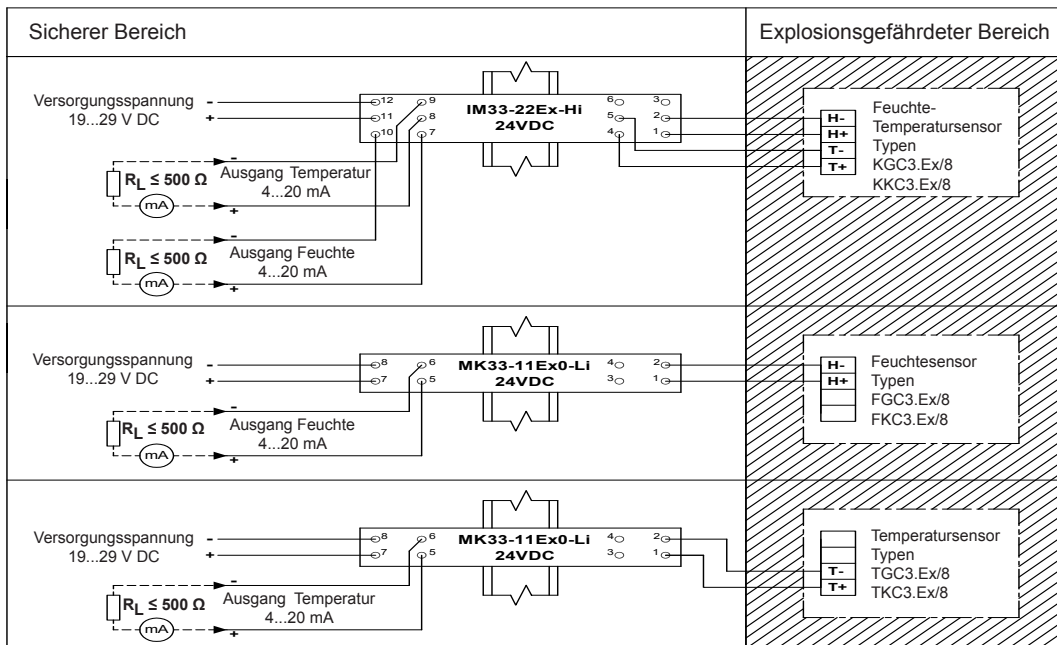 Sicherer Bereich
Explosionsgefährdeter Bereich
Versorgungsspannung -
19...29 V DC +
12 9
11 8
10 7
IM33-22Ex-Hi
24VDC
6 3
5 2
4 1
H-
H+
T-
T+
Feuchte-
Temperatursensor
Typen
KGC3.Ex/8
KKC3.Ex/8
-
RL ≤ 500 Ω
Ausgang Temperatur
4...20 mA
mA
+
-
RL ≤ 500 Ω
Ausgang Feuchte
4...20 mA
mA
+
Versorgungsspannung -
19...29 V DC +
8 6
7 5
MK33-11Ex0-Li
24VDC
4 2
3 1
H-
H+
Feuchtesensor
Typen
FGC3.Ex/8
FKC3.Ex/8
-
RL ≤ 500 Ω
Ausgang Feuchte
4...20 mA
mA
+
Versorgungsspannung -
19...29 V DC +
8 6
7 5
MK33-11Ex0-Li
24VDC
4 2
3 1
T-
T+
Temperatursensor
Typen
TGC3.Ex/8
TKC3.Ex/8
-
RL ≤ 500 Ω
Ausgang Temperatur
4...20 mA
mA
+